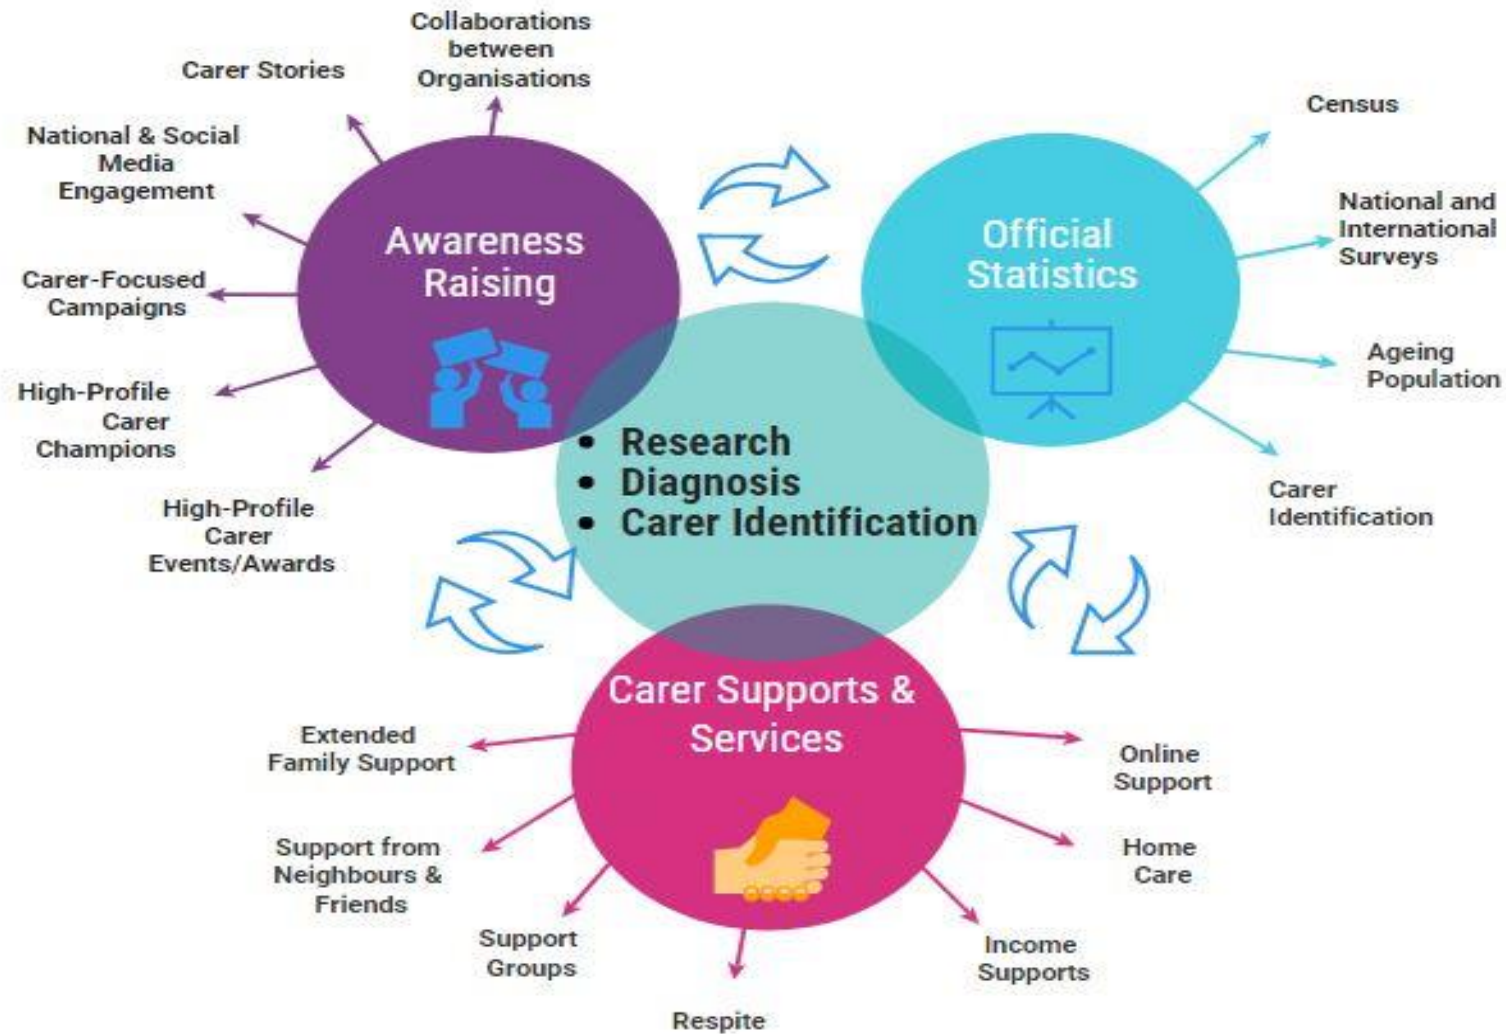 Collaborations
between
Organisations
Carer Stories
National & Social
Media
Engagement
Carer-Focused
Campaigns
High-Profile
Carer
Champions
High-Profile
Carer
Events/Awards
Awareness
Raising
Official
Statistics
Census
National and
International
Surveys
Ageing
Population
Carer
Identification
• Research
• Diagnosis
• Carer Identification
Carer Supports &
Services
Extended
Family Support
Support from
Neighbours &
Friends
Support
Groups
Respite
Income
Supports
Home
Care
Online
Support